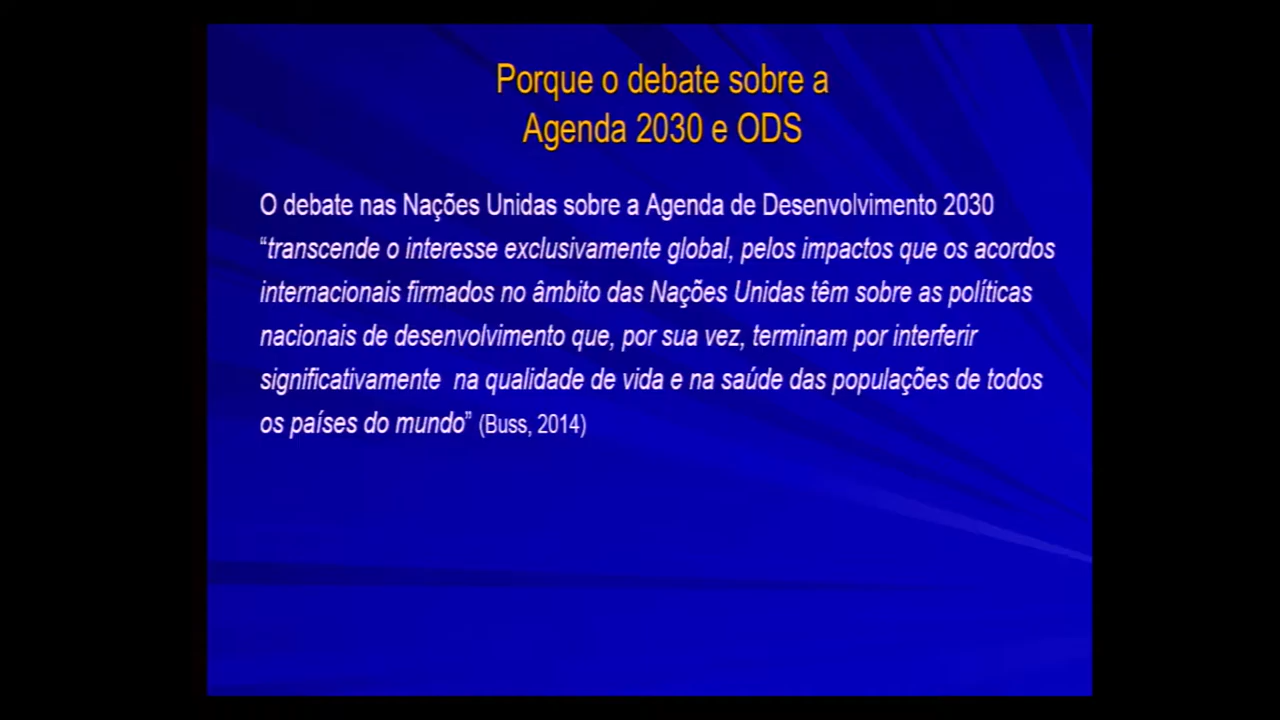 Porque o debate sobre a
Agenda 2030 e ODS
O debate nas Nações Unidas sobre a Agenda de Desenvolvimento 2030
“transcende o interesse exclusivamente global, pelos impactos que os acordos
internacionais firmados no âmbito das Nações Unidas têm sobre as políticas
nacionais de desenvolvimento que, por sua vez, terminam por interferir
significativamente na qualidade de vida e na saúde das populações de todos
os países do mundo” (Buss, 2014)